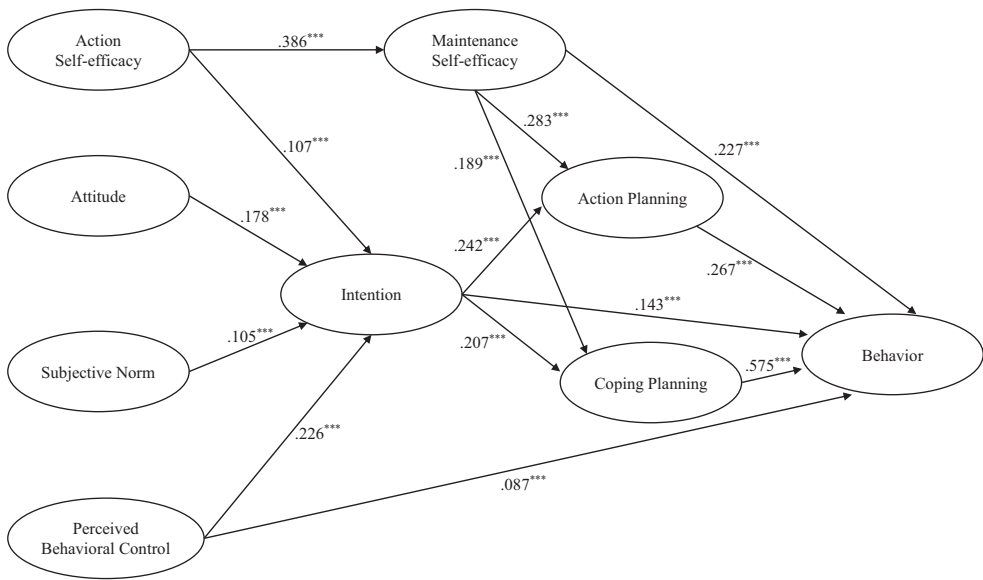 Action
Self-efficacy
.386***
Maintenance
Self-efficacy
.283***
.107***
.189***
.227***
Attitude
Action Planning
.178***
.242***
.267***
Intention
.143***
.105***
.207***
Behavior
Subjective Norm
Coping Planning
.575***
.226***
.087***
Perceived
Behavioral Control